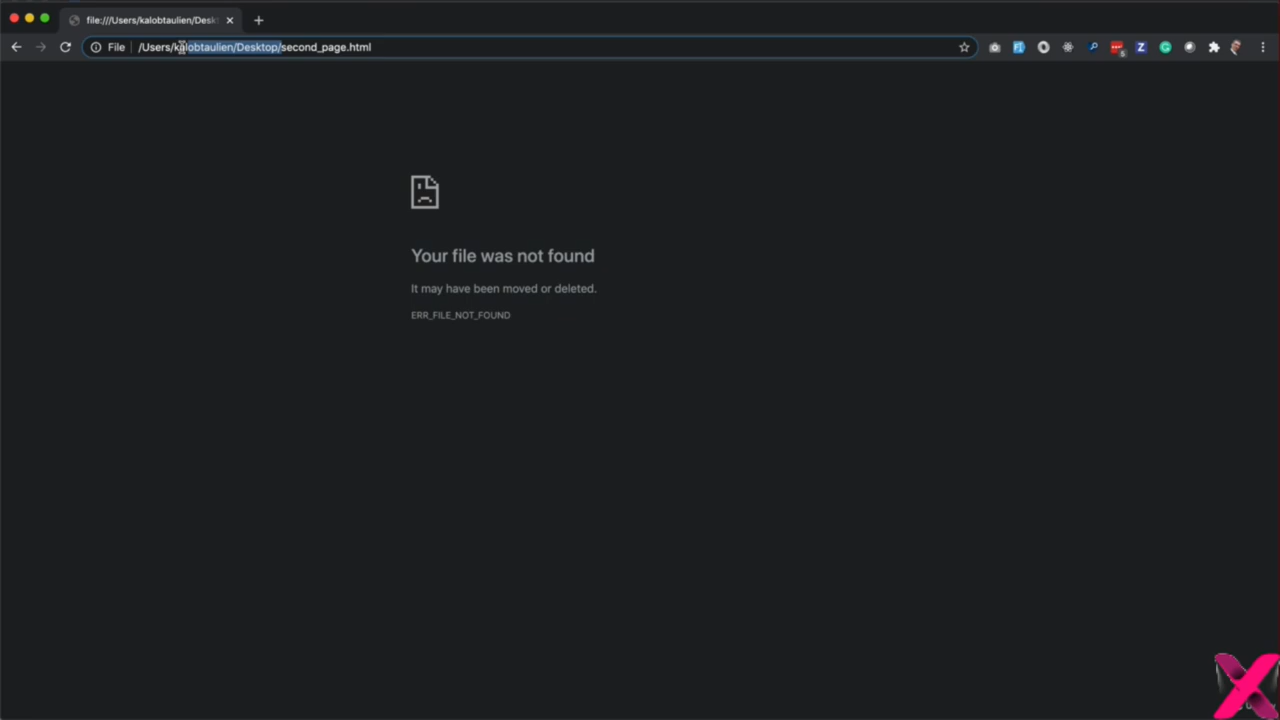 file:///Users/kalobtaulien/Desk
File /Users/kalobtaulien/Desktop/second_page.html
Your file was not found
It may have been moved or deleted.
ERR_FILE_NOT_FOUND